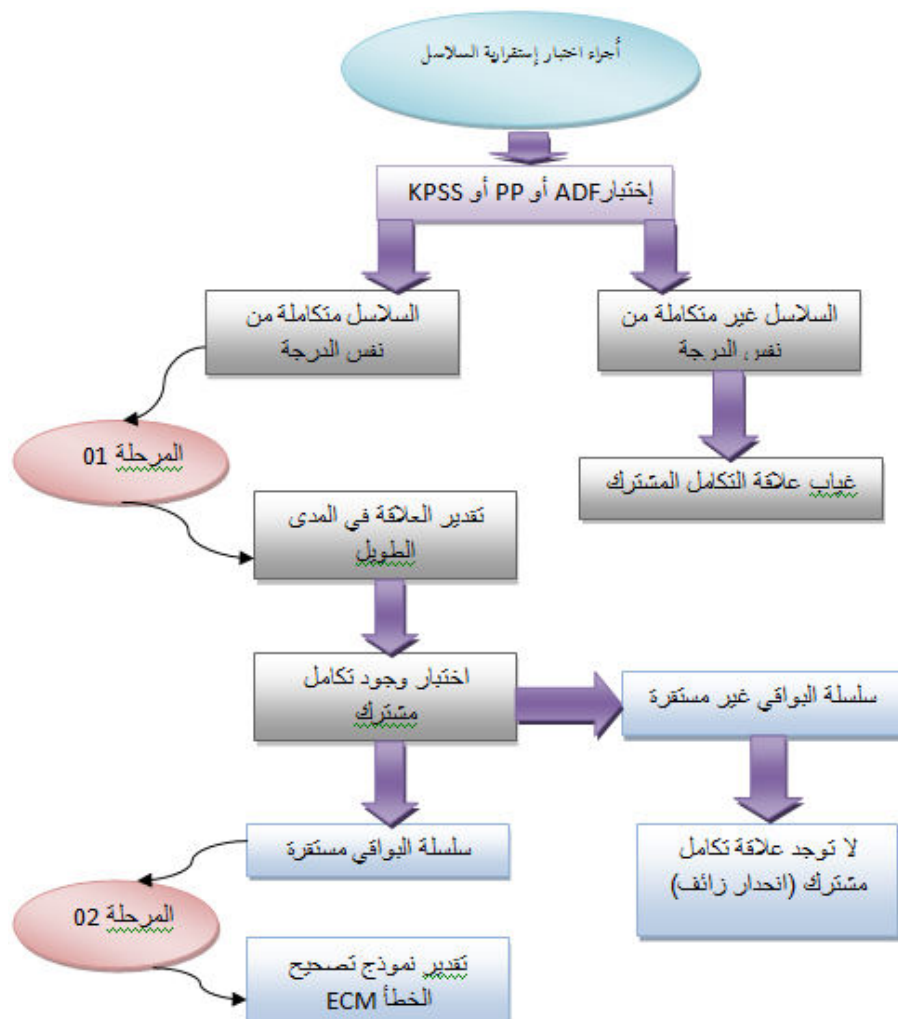 أجراء اختبار إستقرارية السلاسل
إختبارADF أو PP أو KPSS
السلاسل غير متكاملة من
نفس الدرجة
السلاسل متكاملة من
نفس الدرجة
غياب علاقة التكامل المشترك
المرحلة 01
تقدير العلاقة في المدى
الطويل
اختبار وجود تكامل
مشترك
سلسلة البواقي غير مستقرة
سلسلة البواقي مستقرة
لا توجد علاقة تكامل
مشترك (انحدار زائف)
المرحلة 02
تقدير نموذج تصحيح
الخطأ ECM